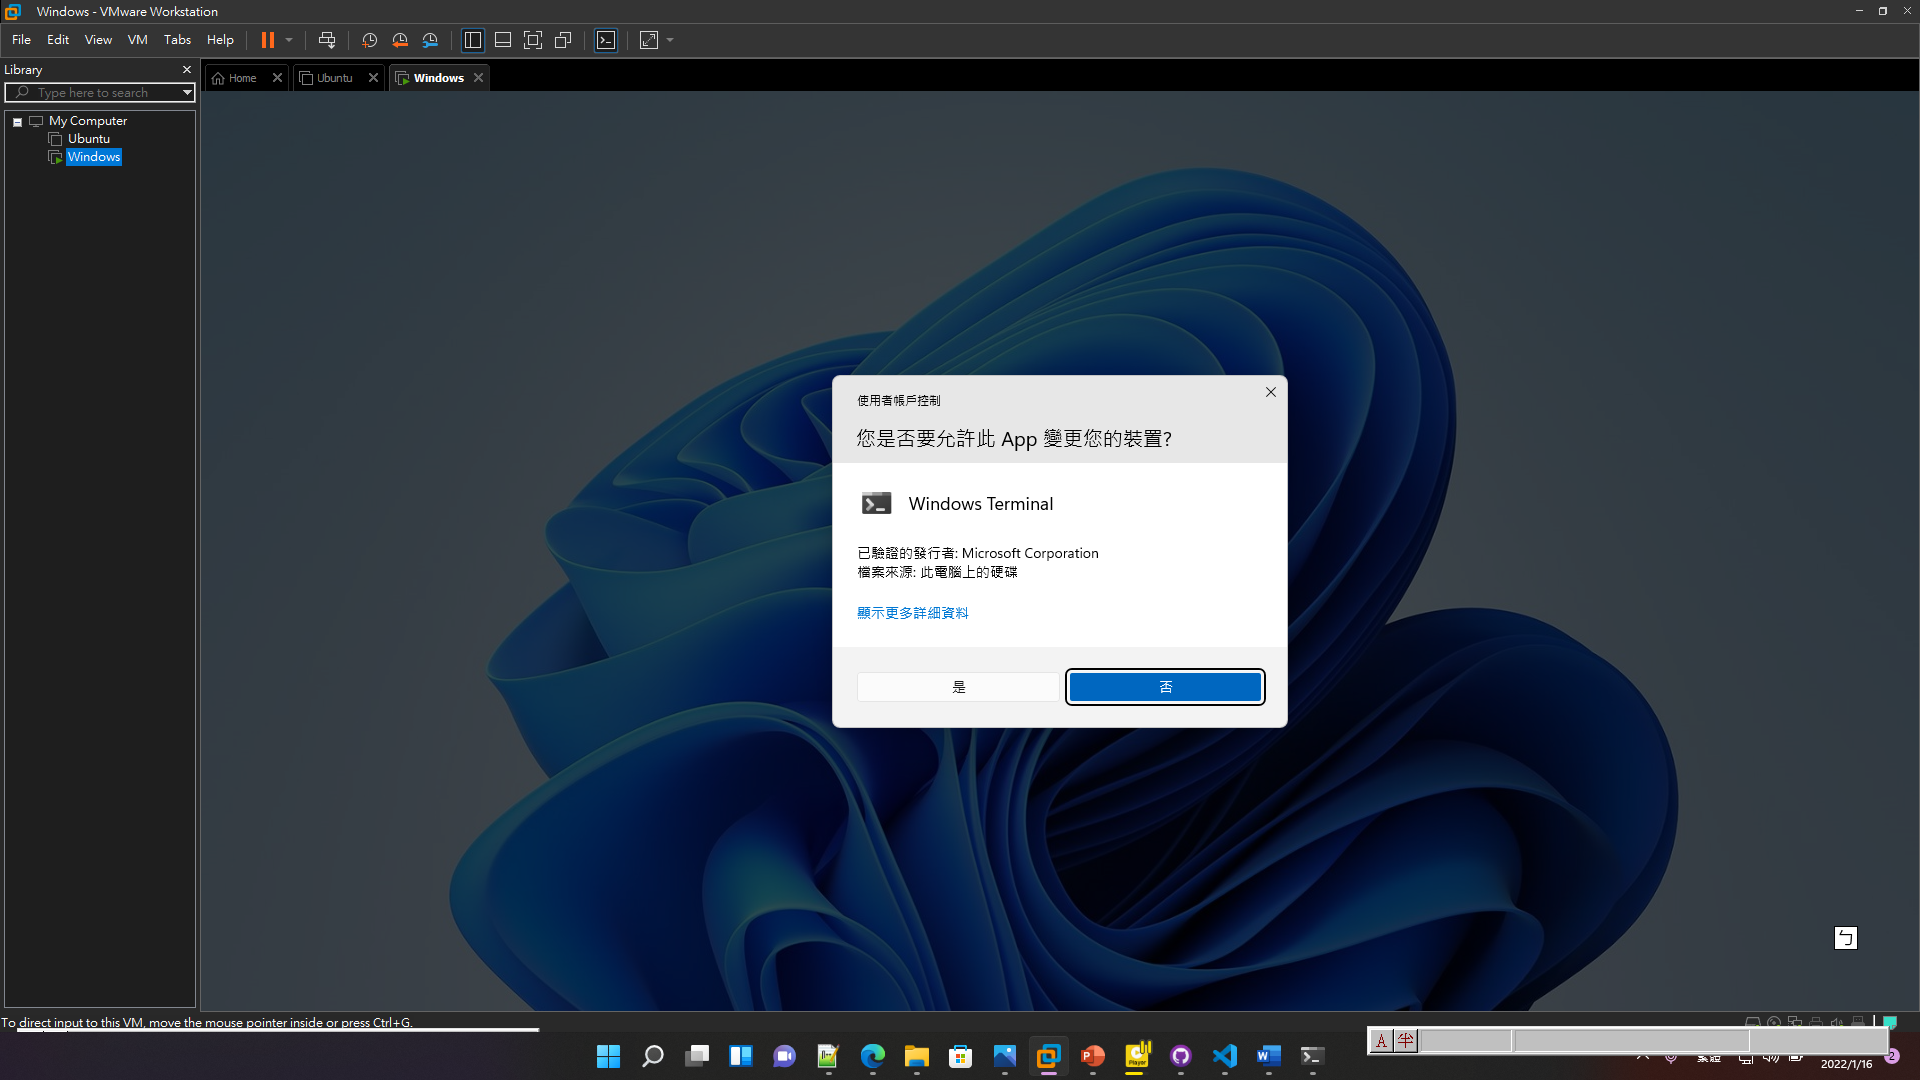 Windows - VMware Workstation
File Edit View VM Tabs Help
Library
Home
Ubuntu
Windows
Type here to search
My Computer
Ubuntu
Windows
使用者帳戶控制
您是否要允許此 App 變更您的裝置?
Windows Terminal
已驗證的發行者: Microsoft Corporation
檔案來源: 此電腦上的硬碟
顯示更多詳細資料
是
否
ㄅ
To direct input to this VM, move the mouse pointer inside or press Ctrl+G.
A 半
2022/1/16
2